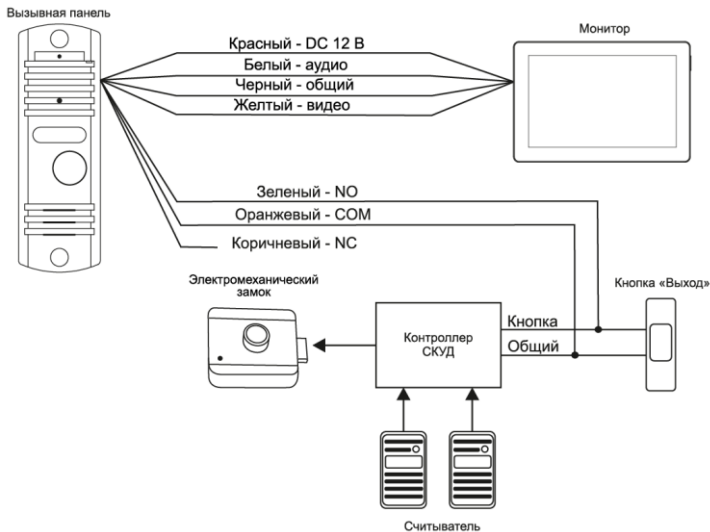 Вызывная панель
Красный - DC 12 В
Белый - аудио
Черный - общий
Желтый - видео
Монитор
Зеленый - NO
Оранжевый - COM
Коричневый - NC
Электромеханический
замок
Контроллер
СКУД
Кнопка
Общий
Кнопка «Выход»
Считыватель